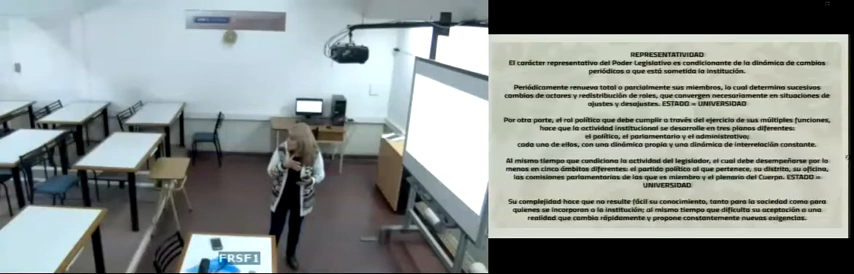 FRSF1
REPRESENTATIVIDAD
El carácter representativo del Poder Legislativo es condicionante de la dinámica de cambios
periódicos a que está sometida la institución.
Periódicamente renueva total o parcialmente sus miembros, lo cual determina sucesivos
cambios de actores y redistribución de roles, que convergen necesariamente en situaciones de
ajustes y desajustes. ESTADO = UNIVERSIDAD
Por otra parte, el rol político que debe cumplir a través del ejercicio de sus múltiples funciones,
hace que la actividad institucional se desarrolle en tres planos diferentes:
el político, el parlamentario y el administrativo;
cada uno de ellos, con una dinámica propia y una dinámica de interrelación constante.
Al mismo tiempo que condiciona la actividad del legislador, el cual debe desempeñarse por lo
menos en cinco ámbitos diferentes: el partido político al que pertenece, su distrito, su oficina,
las comisiones parlamentarias de las que es miembro y el plenario del Cuerpo. ESTADO =
UNIVERSIDAD
Su complejidad hace que no resulte fácil su conocimiento, tanto para la sociedad como para
quienes se incorporan a la institución; al mismo tiempo que dificulta su aceptación a una
realidad que cambia rápidamente y propone constantemente nuevas exigencias.